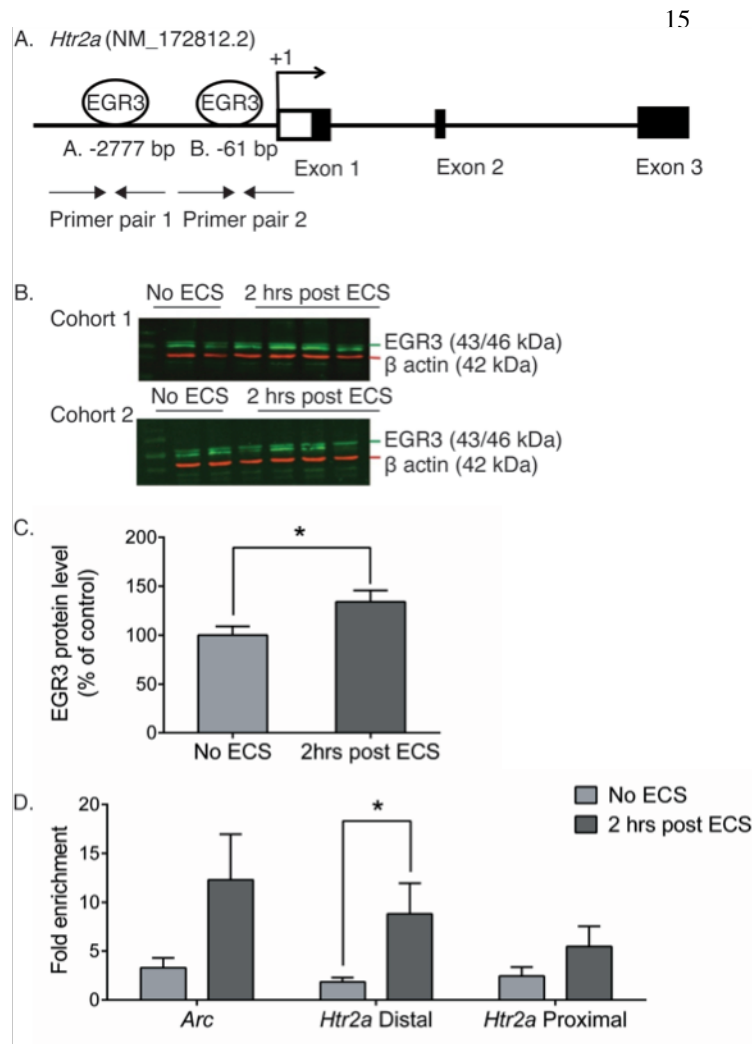 15
A. Htr2a (NM_172812.2)
+1
EGR3 EGR3
A. -2777 bp B. -61 bp
Exon 1 Exon 2 Exon 3
Primer pair 1 Primer pair 2
B.
No ECS 2 hrs post ECS
Cohort 1
EGR3 (43/46 kDa)
β actin (42 kDa)
No ECS 2 hrs post ECS
Cohort 2
EGR3 (43/46 kDa)
β actin (42 kDa)
C.
EGR3 protein level
(% of control)
200
150
100
50
0
*
No ECS 2hrs post ECS
D.
Fold enrichment
20
15
10
5
0
*
No ECS
2 hrs post ECS
Arc Htr2a Distal Htr2a Proximal